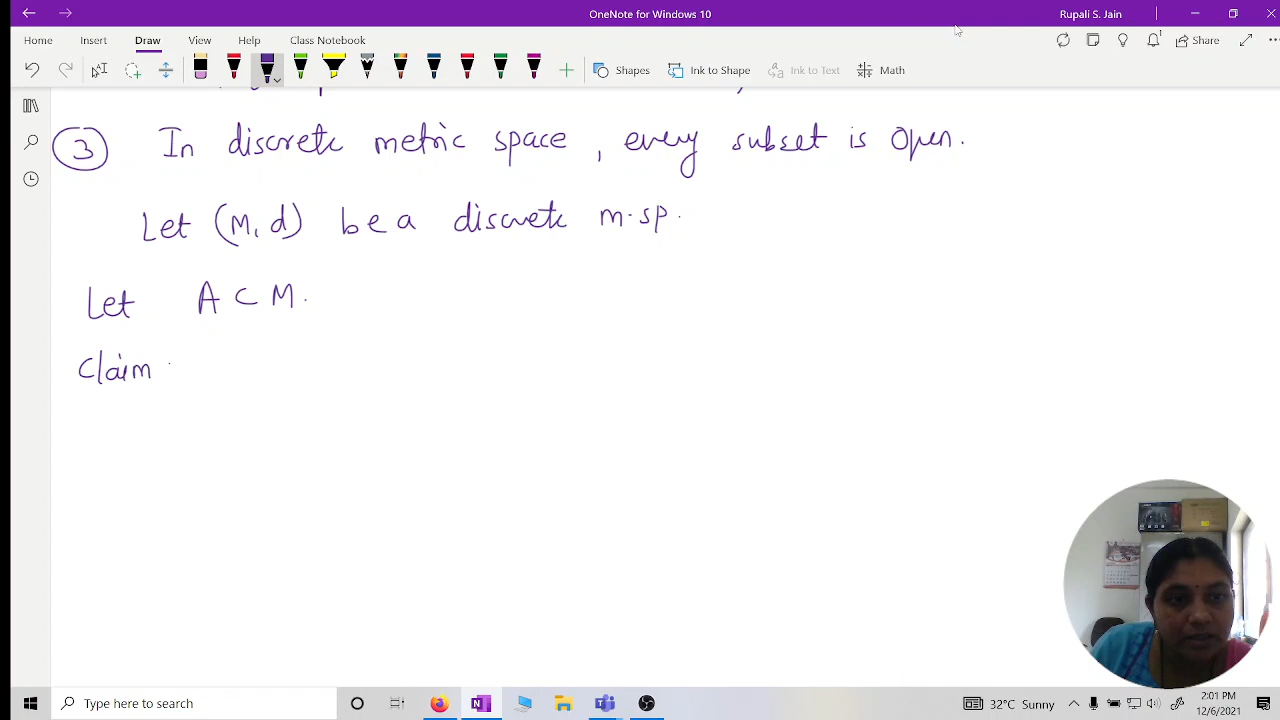 OneNote for Windows 10
Rupali S. Jain
Home Insert Draw View Help Class Notebook
Share
Shapes Ink to Shape Ink to Text Math
3 In discrete metric space, every subset is open.
Let (M, d) be a discrete m.sp.
Let A ⊂ M.
Claim
Type here to search
32°C Sunny
2:01 PM
12/6/2021